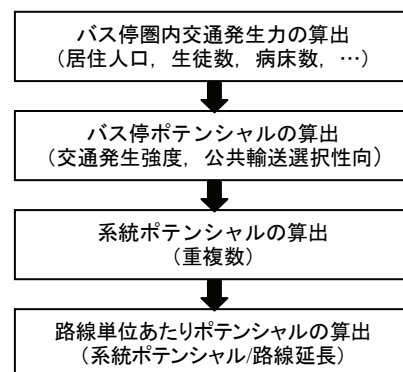 バス停圏内交通発生力の算出
（居住人口，生徒数，病床数，…）
バス停ポテンシャルの算出
（交通発生強度，公共輸送選択性向）
系統ポテンシャルの算出
（重複数）
路線単位あたりポテンシャルの算出
（系統ポテンシャル/路線延長）